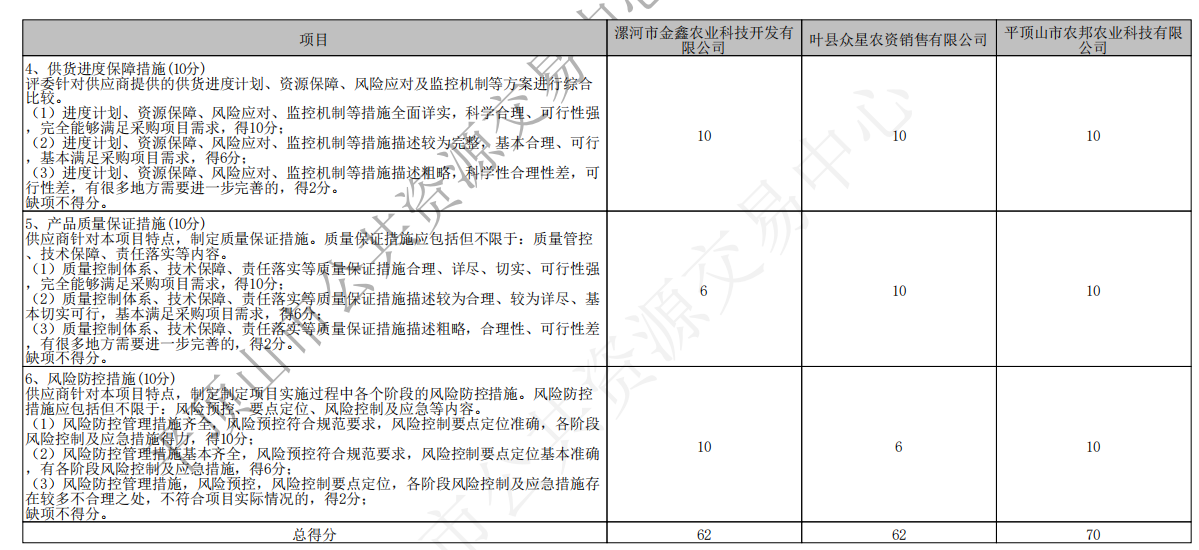 项目
漯河市金鑫农业科技开发有
限公司
叶县众星农资销售有限公司
平顶山市农邦农业科技有限
公司
4、供货进度保障措施(10分)
评委针对供应商提供的供货进度计划、资源保障、风险应对及监控机制等方案进行综合
比较。
（1）进度计划、资源保障、风险应对、监控机制等措施全面详实，科学合理、可行性强
，完全能够满足采购项目需求，得10分；
（2）进度计划、资源保障、风险应对、监控机制等措施描述较为完整，基本合理、可行
，基本满足采购项目需求，得6分；
（3）进度计划、资源保障、风险应对、监控机制等措施描述粗略，科学性合理性差，可
行性差，有很多地方需要进一步完善的，得2分。
缺项不得分。
10
10
10
5、产品质量保证措施(10分)
供应商针对本项目特点，制定质量保证措施。质量保证措施应包括但不限于：质量管控
、技术保障、责任落实等内容。
（1）质量控制体系、技术保障、责任落实等质量保证措施合理、详尽、切实、可行性强
，完全能够满足采购项目需求，得10分；
（2）质量控制体系、技术保障、责任落实等质量保证措施描述较为合理、较为详尽、基
本切实可行，基本满足采购项目需求，得6分；
（3）质量控制体系、技术保障、责任落实等质量保证措施描述粗略，合理性、可行性差
，有很多地方需要进一步完善的，得2分。
缺项不得分。
6
10
10
6、风险防控措施(10分)
供应商针对本项目特点，制定制定项目实施过程中各个阶段的风险防控措施。风险防控
措施应包括但不限于：风险预控、要点定位、风险控制及应急等内容。
（1）风险防控管理措施齐全，风险预控符合规范要求，风险控制要点定位准确，各阶段
风险控制及应急措施得力，得10分；
（2）风险防控管理措施基本齐全，风险预控符合规范要求，风险控制要点定位基本准确
，有各阶段风险控制及应急措施，得6分；
（3）风险防控管理措施，风险预控，风险控制要点定位，各阶段风险控制及应急措施存
在较多不合理之处，不符合项目实际情况的，得2分；
缺项不得分。
10
6
10
总得分
62
62
70
平顶山市公共资源交易中心
市公共资源交易中心